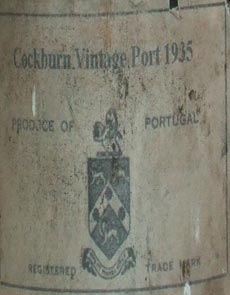 Cockburn Vintage Port 1935
PRODUCE OF PORTUGAL
REGISTERED TRADE MARK